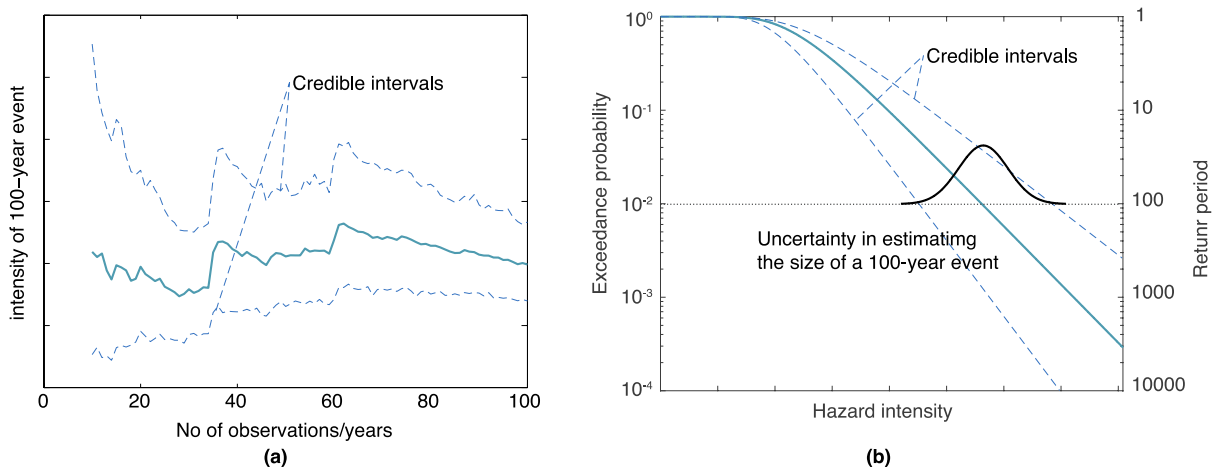 intensity of 100-year event
Credible intervals
0
20
40
60
80
100
No of observations/years
(a)
Exceedance probability
10^0
10^-1
10^-2
10^-3
10^-4
Credible intervals
Uncertainty in estimatimg
the size of a 100-year event
1
10
100
1000
10000
Retunr period
Hazard intensity
(b)